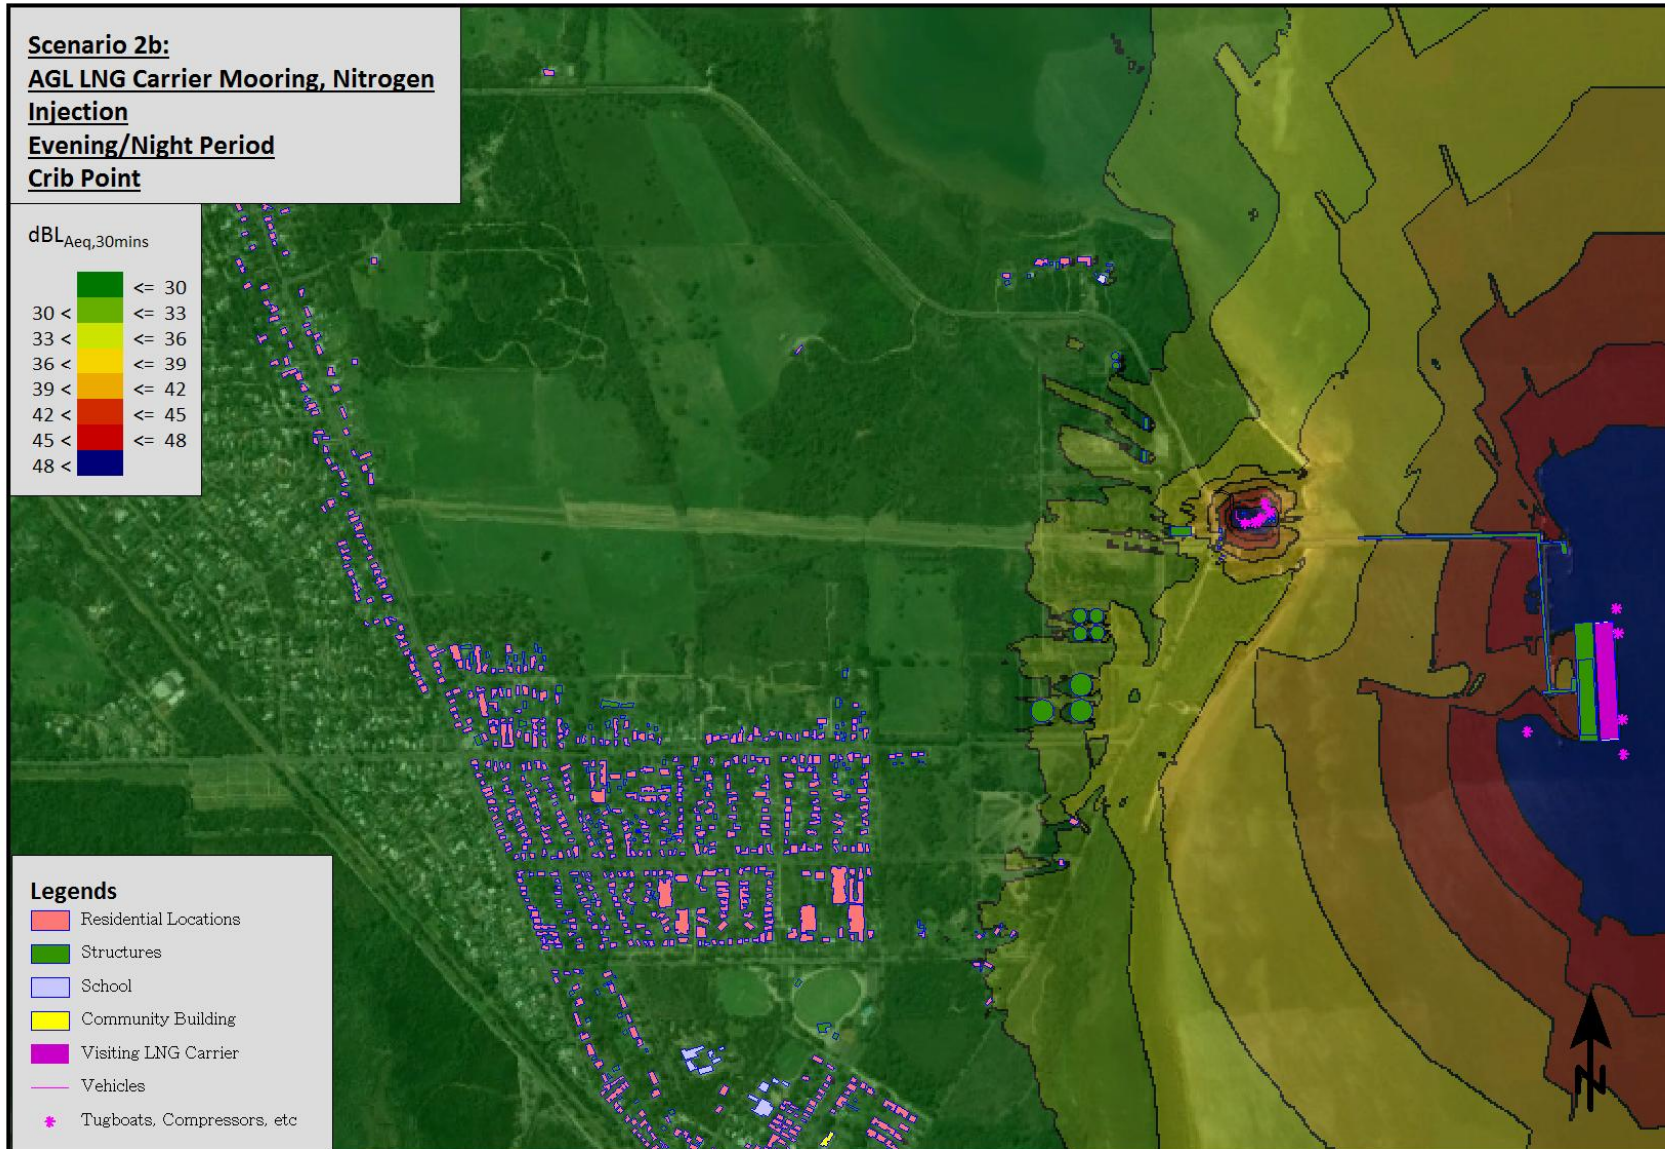 Scenario 2b:
AGL LNG Carrier Mooring, Nitrogen
Injection
Evening/Night Period
Crib Point
dBLAeq,30mins
<= 30
30 < <= 33
33 < <= 36
36 < <= 39
39 < <= 42
42 < <= 45
45 < <= 48
48 <
Legends
Residential Locations
Structures
School
Community Building
Visiting LNG Carrier
Vehicles
Tugboats, Compressors, etc
N